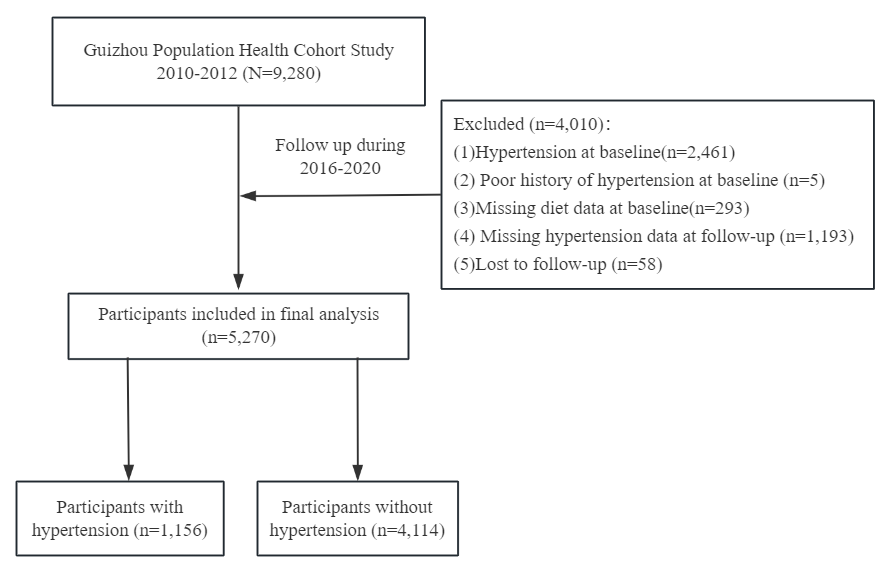 Guizhou Population Health Cohort Study
2010-2012 (N=9,280)
Follow up during
2016-2020
Excluded (n=4,010)：
(1)Hypertension at baseline(n=2,461)
(2) Poor history of hypertension at baseline (n=5)
(3)Missing diet data at baseline(n=293)
(4) Missing hypertension data at follow-up (n=1,193)
(5)Lost to follow-up (n=58)
Participants included in final analysis
(n=5,270)
Participants with
hypertension (n=1,156)
Participants without
hypertension (n=4,114)